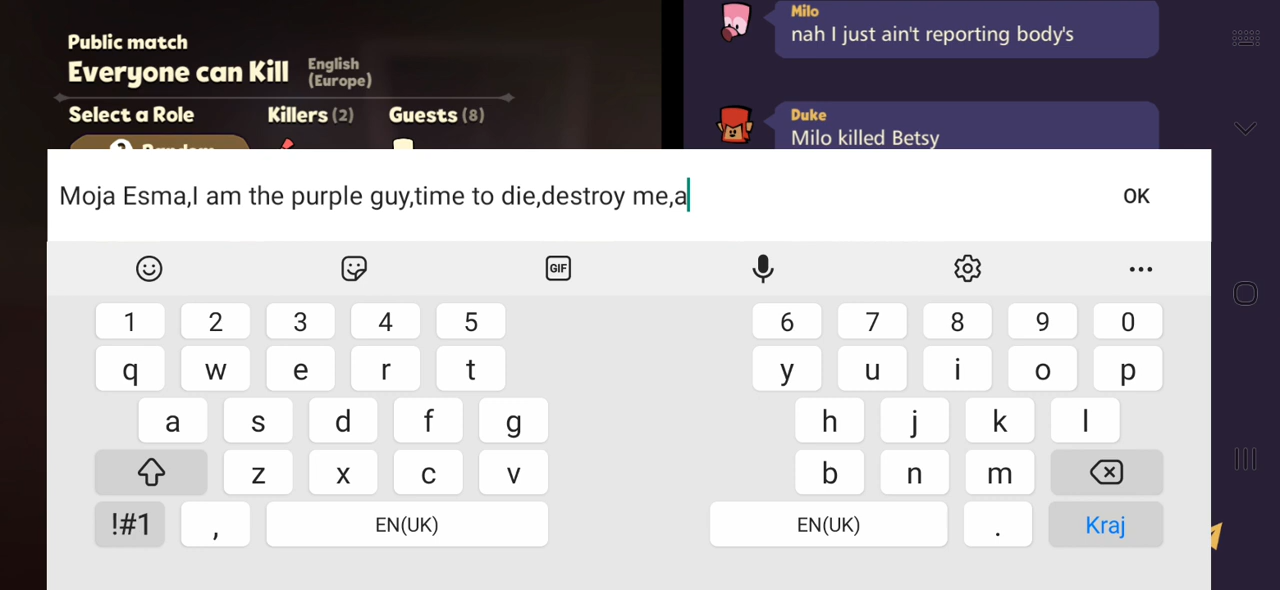 Public match
Everyone can Kill
English
(Europe)
Select a Role
Killers (2)
Guests (8)
Random
Milo
nah I just ain't reporting body's
Duke
Milo killed Betsy
Moja Esma,I am the purple guy,time to die,destroy me,a
OK
GIF
1 2 3 4 5 6 7 8 9 0
q w e r t y u i o p
a s d f g h j k l
z x c v b n m
!#1 , EN(UK) EN(UK) . Kraj